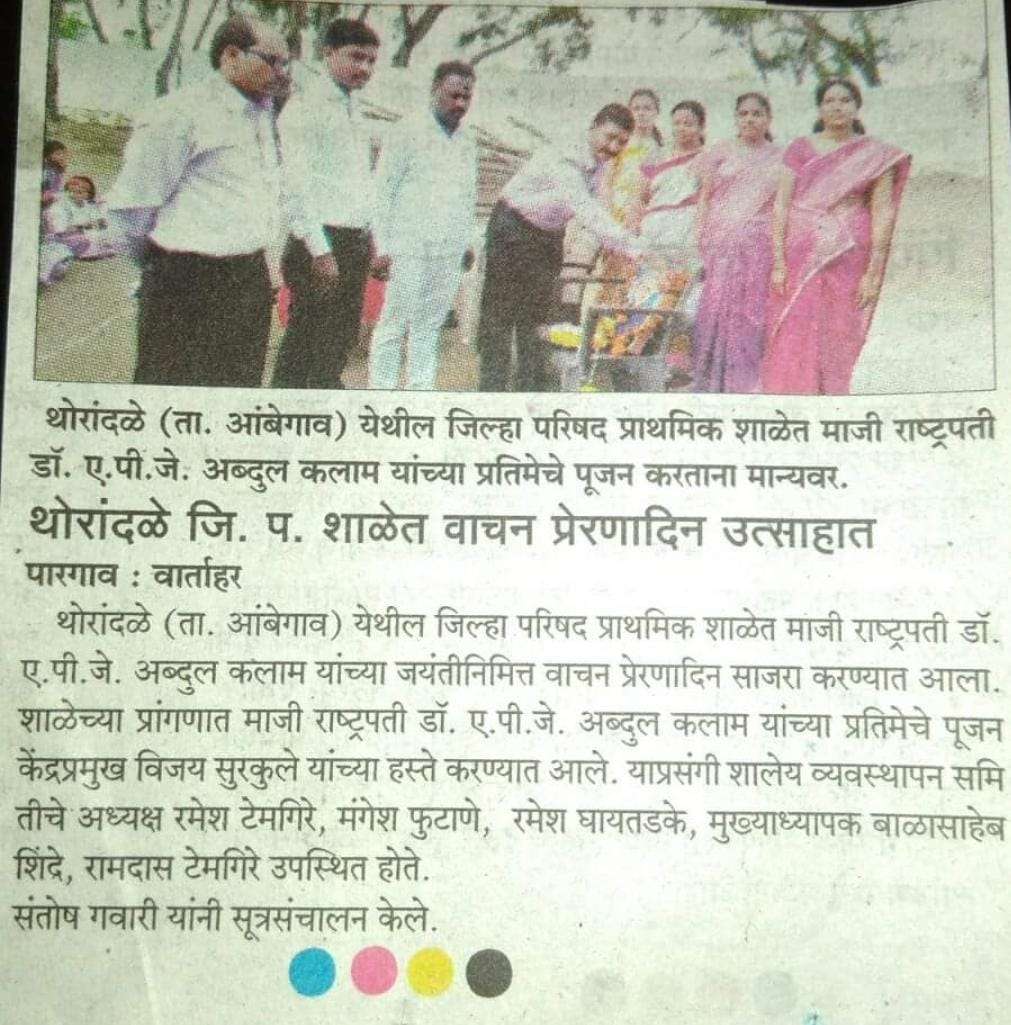 थोरांदळे (ता. आंबेगाव) येथील जिल्हा परिषद प्राथमिक शाळेत माजी राष्ट्रपती
डॉ. ए.पी.जे. अब्दुल कलाम यांच्या प्रतिमेचे पूजन करताना मान्यवर.
थोरांदळे जि. प. शाळेत वाचन प्रेरणादिन उत्साहात
पारगाव : वार्ताहर
थोरांदळे (ता. आंबेगाव) येथील जिल्हा परिषद प्राथमिक शाळेत माजी राष्ट्रपती डॉ.
ए.पी.जे. अब्दुल कलाम यांच्या जयंतीनिमित्त वाचन प्रेरणादिन साजरा करण्यात आला.
शाळेच्या प्रांगणात माजी राष्ट्रपती डॉ. ए.पी.जे. अब्दुल कलाम यांच्या प्रतिमेचे पूजन
केंद्रप्रमुख विजय सुरकुले यांच्या हस्ते करण्यात आले. याप्रसंगी शालेय व्यवस्थापन समि
तीचे अध्यक्ष रमेश टेमगिरे, मंगेश फुटाणे, रमेश घायतडके, मुख्याध्यापक बाळासाहेब
शिंदे, रामदास टेमगिरे उपस्थित होते.
संतोष गवारी यांनी सूत्रसंचालन केले.